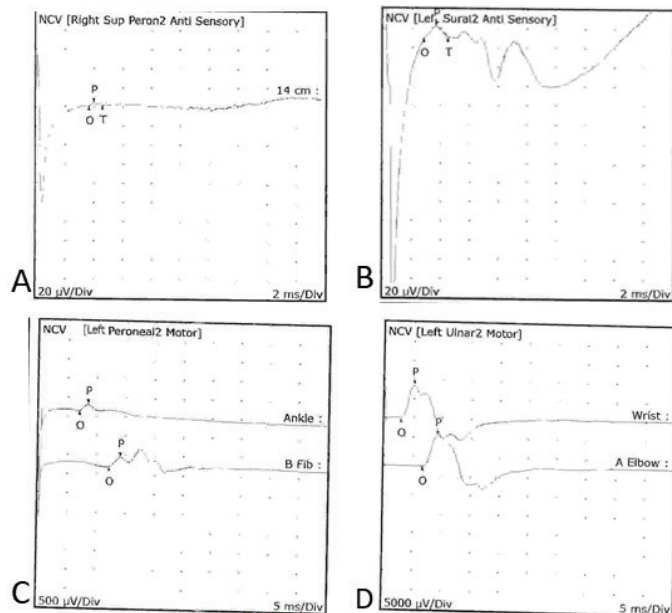 NCV [Right Sup Peron2 Anti Sensory]
P
14 cm :
O T
A
20 µV/Div 2 ms/Div
NCV [Left Sural2 Anti Sensory]
P
O T
B
20 µV/Div 2 ms/Div
NCV [Left Peroneal2 Motor]
P
Ankle :
O
P
B Fib :
O
C
500 µV/Div 5 ms/Div
NCV [Left Ulnar2 Motor]
P
Wrist :
O
P
A Elbow :
O
D
5000 µV/Div 5 ms/Div